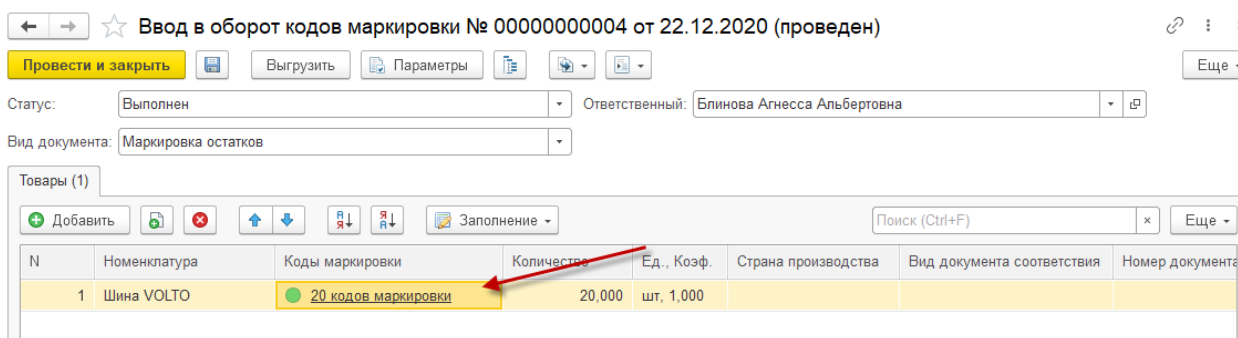 Ввод в оборот кодов маркировки № 00000000004 от 22.12.2020 (проведен)
Провести и закрыть Выгрузить Параметры Еще
Статус: Выполнен Ответственный: Блинова Агнесса Альбертовна
Вид документа: Маркировка остатков
Товары (1)
Добавить Заполнение Поиск (Ctrl+F) × Еще
N Номенклатура Коды маркировки Количество Ед., Коэф. Страна производства Вид документа соответствия Номер документа
1 Шина VOLTO 20 кодов маркировки 20,000 шт, 1,000